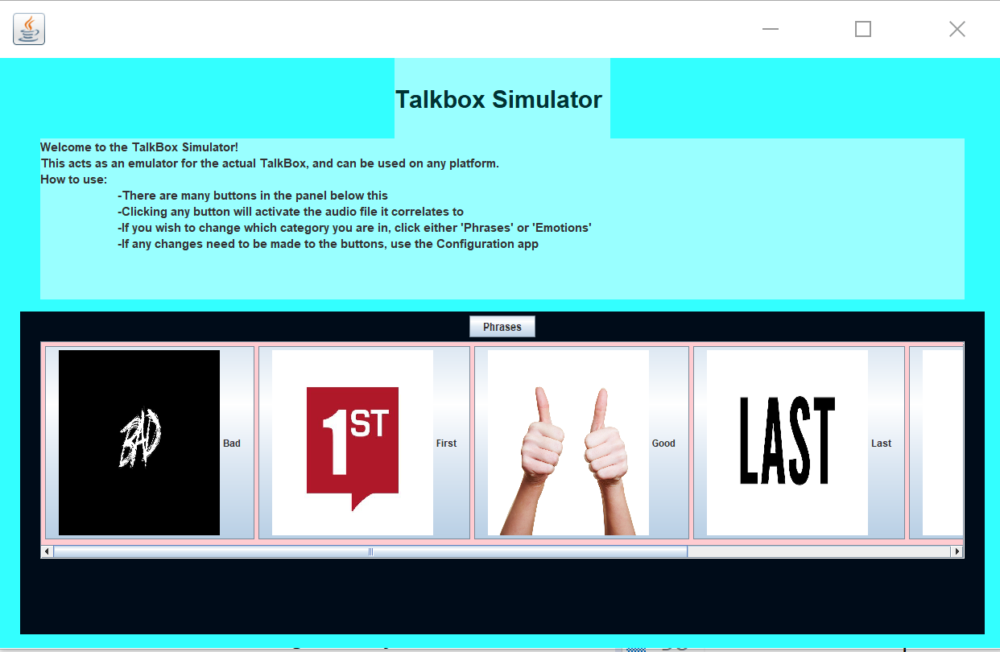 Talkbox Simulator
Welcome to the TalkBox Simulator!
This acts as an emulator for the actual TalkBox, and can be used on any platform.
How to use:
-There are many buttons in the panel below this
-Clicking any button will activate the audio file it correlates to
-If you wish to change which category you are in, click either 'Phrases' or 'Emotions'
-If any changes need to be made to the buttons, use the Configuration app
Phrases
BAD Bad
1ST First
Good
LAST Last